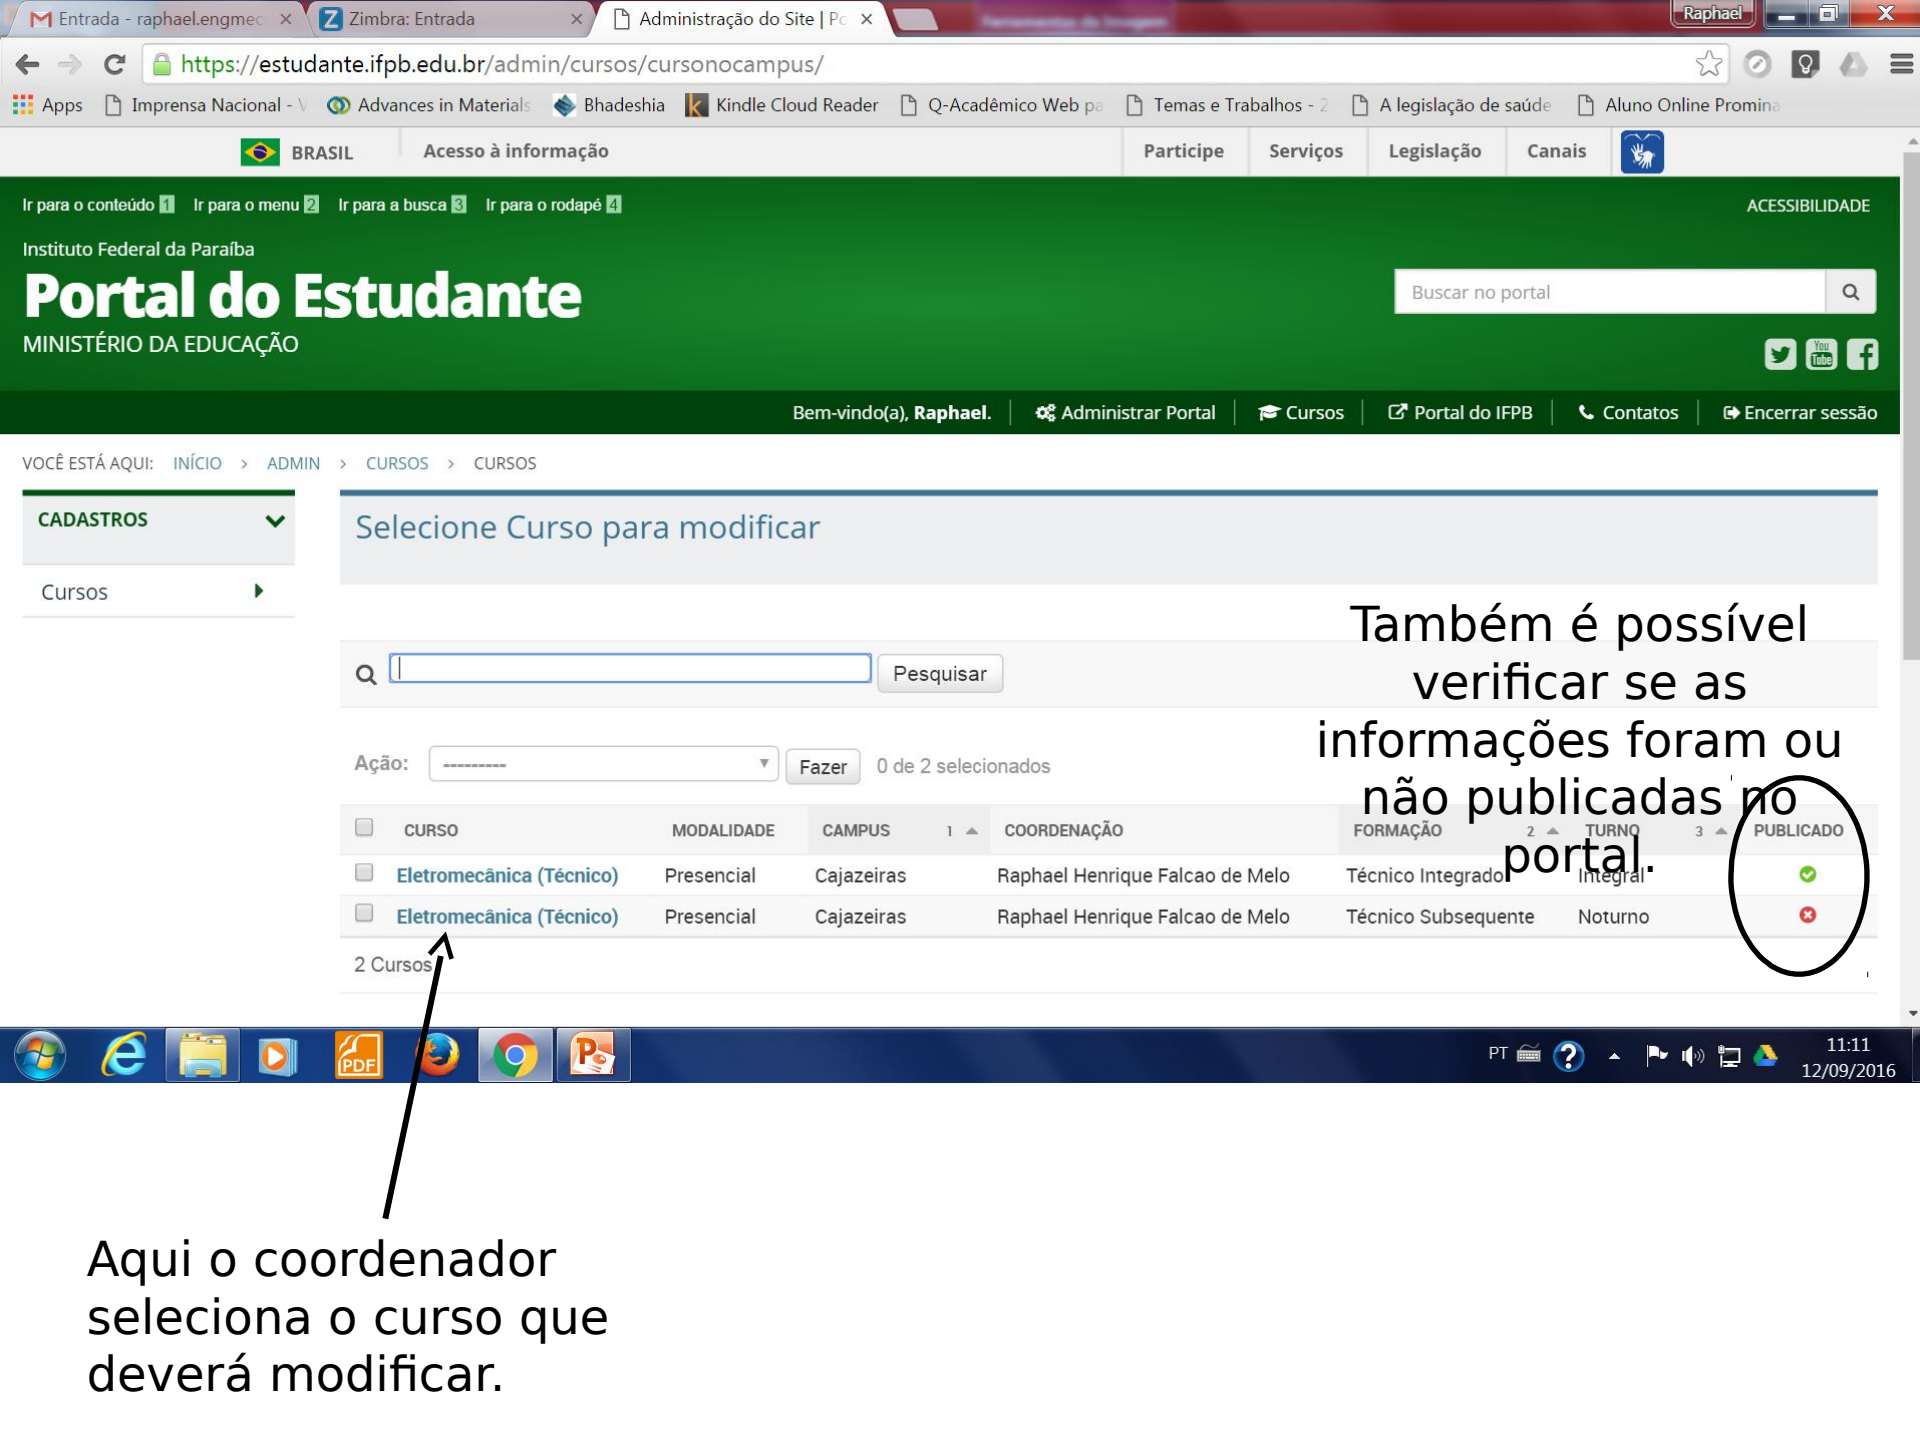 Entrada - raphael.engmec
Zimbra: Entrada
Administração do Site | Po
Raphael
https://estudante.ifpb.edu.br/admin/cursos/cursonocampus/
Apps Imprensa Nacional - V Advances in Materials Bhadeshia Kindle Cloud Reader Q-Acadêmico Web pa Temas e Trabalhos - 2 A legislação de saúde Aluno Online Promina
BRASIL Acesso à informação Participe Serviços Legislação Canais
Ir para o conteúdo 1 Ir para o menu 2 Ir para a busca 3 Ir para o rodapé 4 ACESSIBILIDADE
Instituto Federal da Paraíba
Portal do Estudante
Buscar no portal
MINISTÉRIO DA EDUCAÇÃO
You Tube
Bem-vindo(a), Raphael. Administrar Portal Cursos Portal do IFPB Contatos Encerrar sessão
VOCÊ ESTÁ AQUI: INÍCIO > ADMIN > CURSOS > CURSOS
CADASTROS
Cursos
Selecione Curso para modificar
Pesquisar
Também é possível
verificar se as
informações foram ou
não publicadas no
portal.
Ação: --------- Fazer 0 de 2 selecionados
CURSO MODALIDADE CAMPUS 1 COORDENAÇÃO FORMAÇÃO 2 TURNO 3 PUBLICADO
Eletromecânica (Técnico) Presencial Cajazeiras Raphael Henrique Falcao de Melo Técnico Integrado Integral
Eletromecânica (Técnico) Presencial Cajazeiras Raphael Henrique Falcao de Melo Técnico Subsequente Noturno
2 Cursos
PDF
PT
11:11
12/09/2016
Aqui o coordenador
seleciona o curso que
deverá modificar.